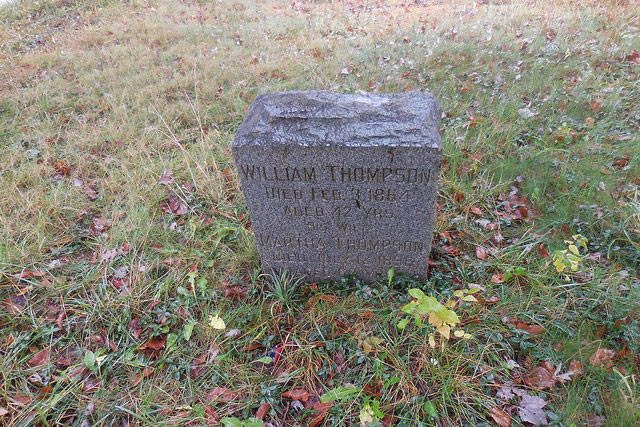 WILLIAM THOMPSON
DIED FEB. 3, 1864
AGED 42 YRS.
HIS WIFE
MARTHA THOMPSON
DIED